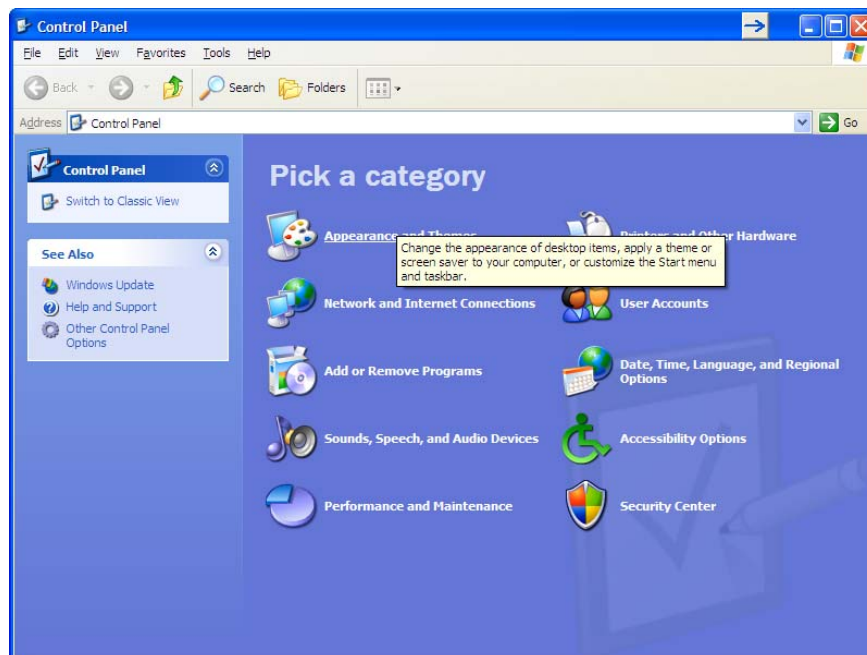 Control Panel
File Edit View Favorites Tools Help
Back Search Folders
Address Control Panel Go
Control Panel
Switch to Classic View
See Also
Windows Update
Help and Support
Other Control Panel
Options
Pick a category
Appearance and Themes
Printers and Other Hardware
Change the appearance of desktop items, apply a theme or
screen saver to your computer, or customize the Start menu
and taskbar.
Network and Internet Connections
User Accounts
Add or Remove Programs
Date, Time, Language, and Regional
Options
Sounds, Speech, and Audio Devices
Accessibility Options
Performance and Maintenance
Security Center